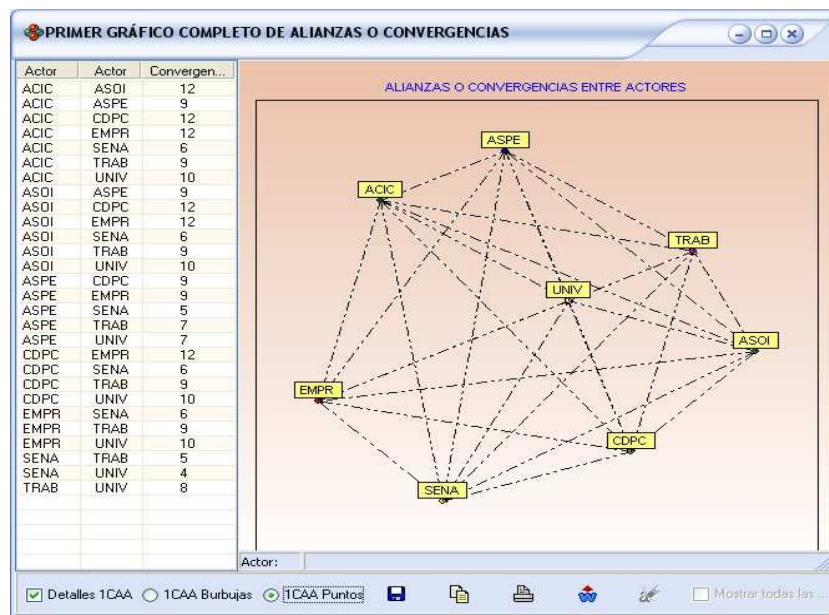 PRIMER GRÁFICO COMPLETO DE ALIANZAS O CONVERGENCIAS
Actor Actor Convergen...
ACIC ASOI 12
ACIC ASPE 9
ACIC CDPC 12
ACIC EMPR 12
ACIC SENA 6
ACIC TRAB 9
ACIC UNIV 10
ASOI ASPE 9
ASOI CDPC 12
ASOI EMPR 12
ASOI SENA 6
ASOI TRAB 9
ASOI UNIV 10
ASPE CDPC 9
ASPE EMPR 9
ASPE SENA 5
ASPE TRAB 7
ASPE UNIV 7
CDPC EMPR 12
CDPC SENA 6
CDPC TRAB 9
CDPC UNIV 10
EMPR SENA 6
EMPR TRAB 9
EMPR UNIV 10
SENA TRAB 5
SENA UNIV 4
TRAB UNIV 8
ALIANZAS O CONVERGENCIAS ENTRE ACTORES
ASPE
ACIC
TRAB
UNIV
ASOI
EMPR
CDPC
SENA
Actor:
Detalles 1CAA 1CAA Burbujas 1CAA Puntos Mostrar todas las ...